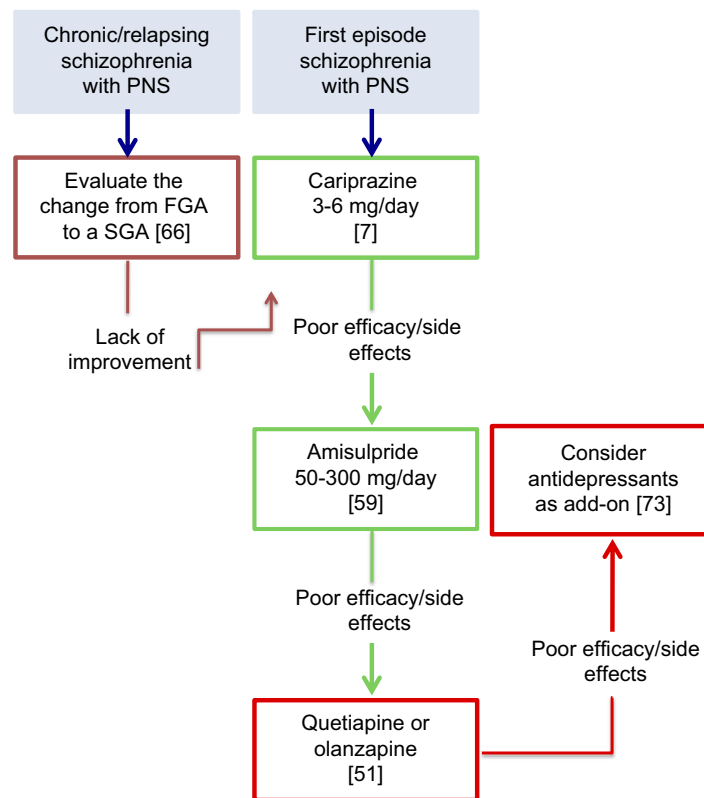 Chronic/relapsing
schizophrenia
with PNS
First episode
schizophrenia
with PNS
Evaluate the
change from FGA
to a SGA [66]
Cariprazine
3-6 mg/day
[7]
Lack of
improvement
Poor efficacy/side
effects
Amisulpride
50-300 mg/day
[59]
Consider
antidepressants
as add-on [73]
Poor efficacy/side
effects
Poor efficacy/side
effects
Quetiapine or
olanzapine
[51]